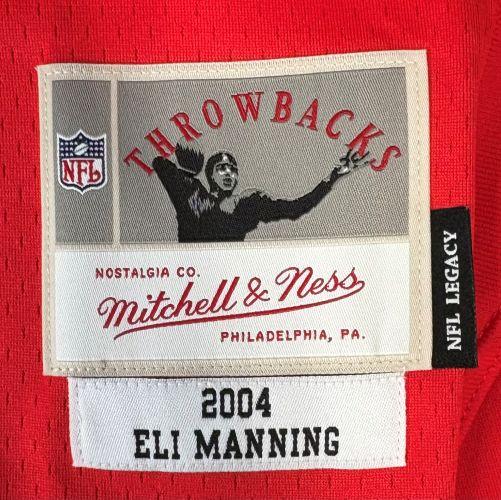 THROWBACKS
NFL
NOSTALGIA CO.
Mitchell & Ness
PHILADELPHIA, PA.
NFL LEGACY
2004
ELI MANNING